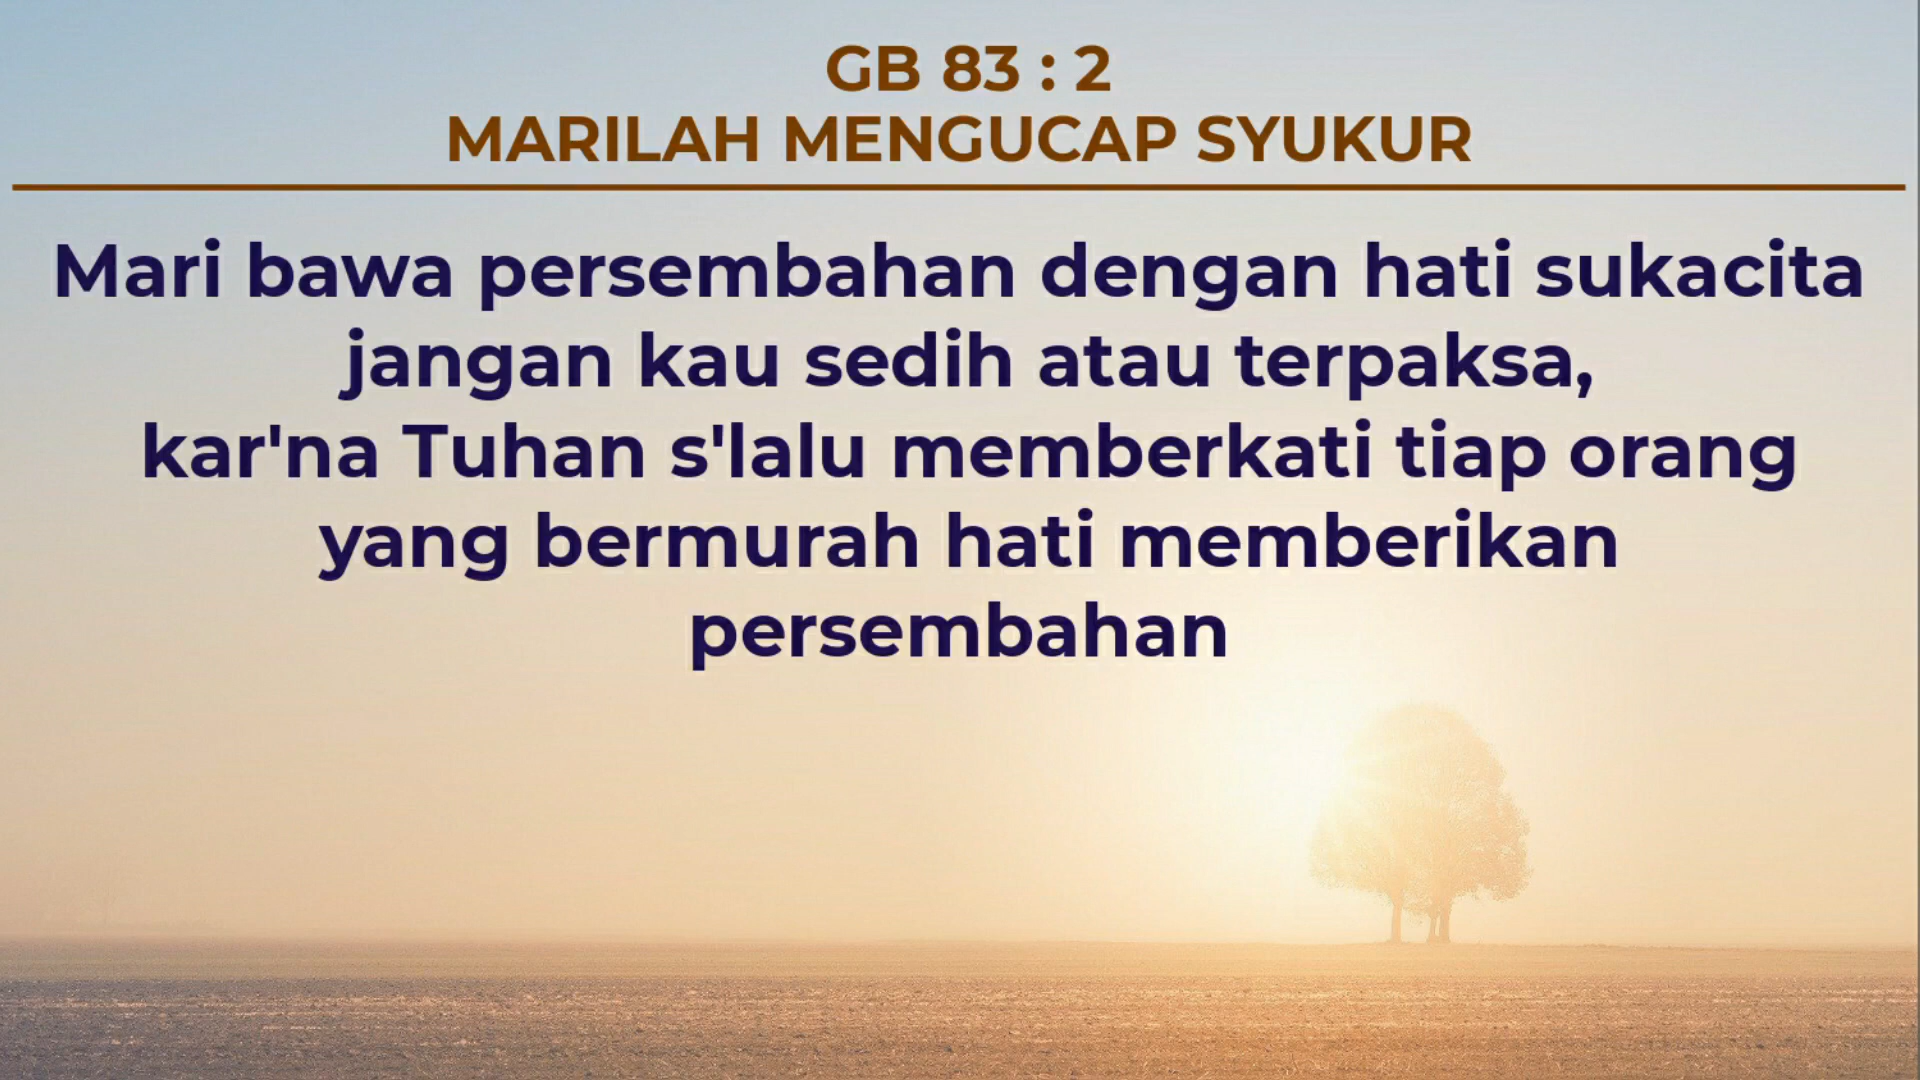 GB 83 : 2
MARILAH MENGUCAP SYUKUR
Mari bawa persembahan dengan hati sukacita
jangan kau sedih atau terpaksa,
kar'na Tuhan s'lalu memberkati tiap orang
yang bermurah hati memberikan
persembahan